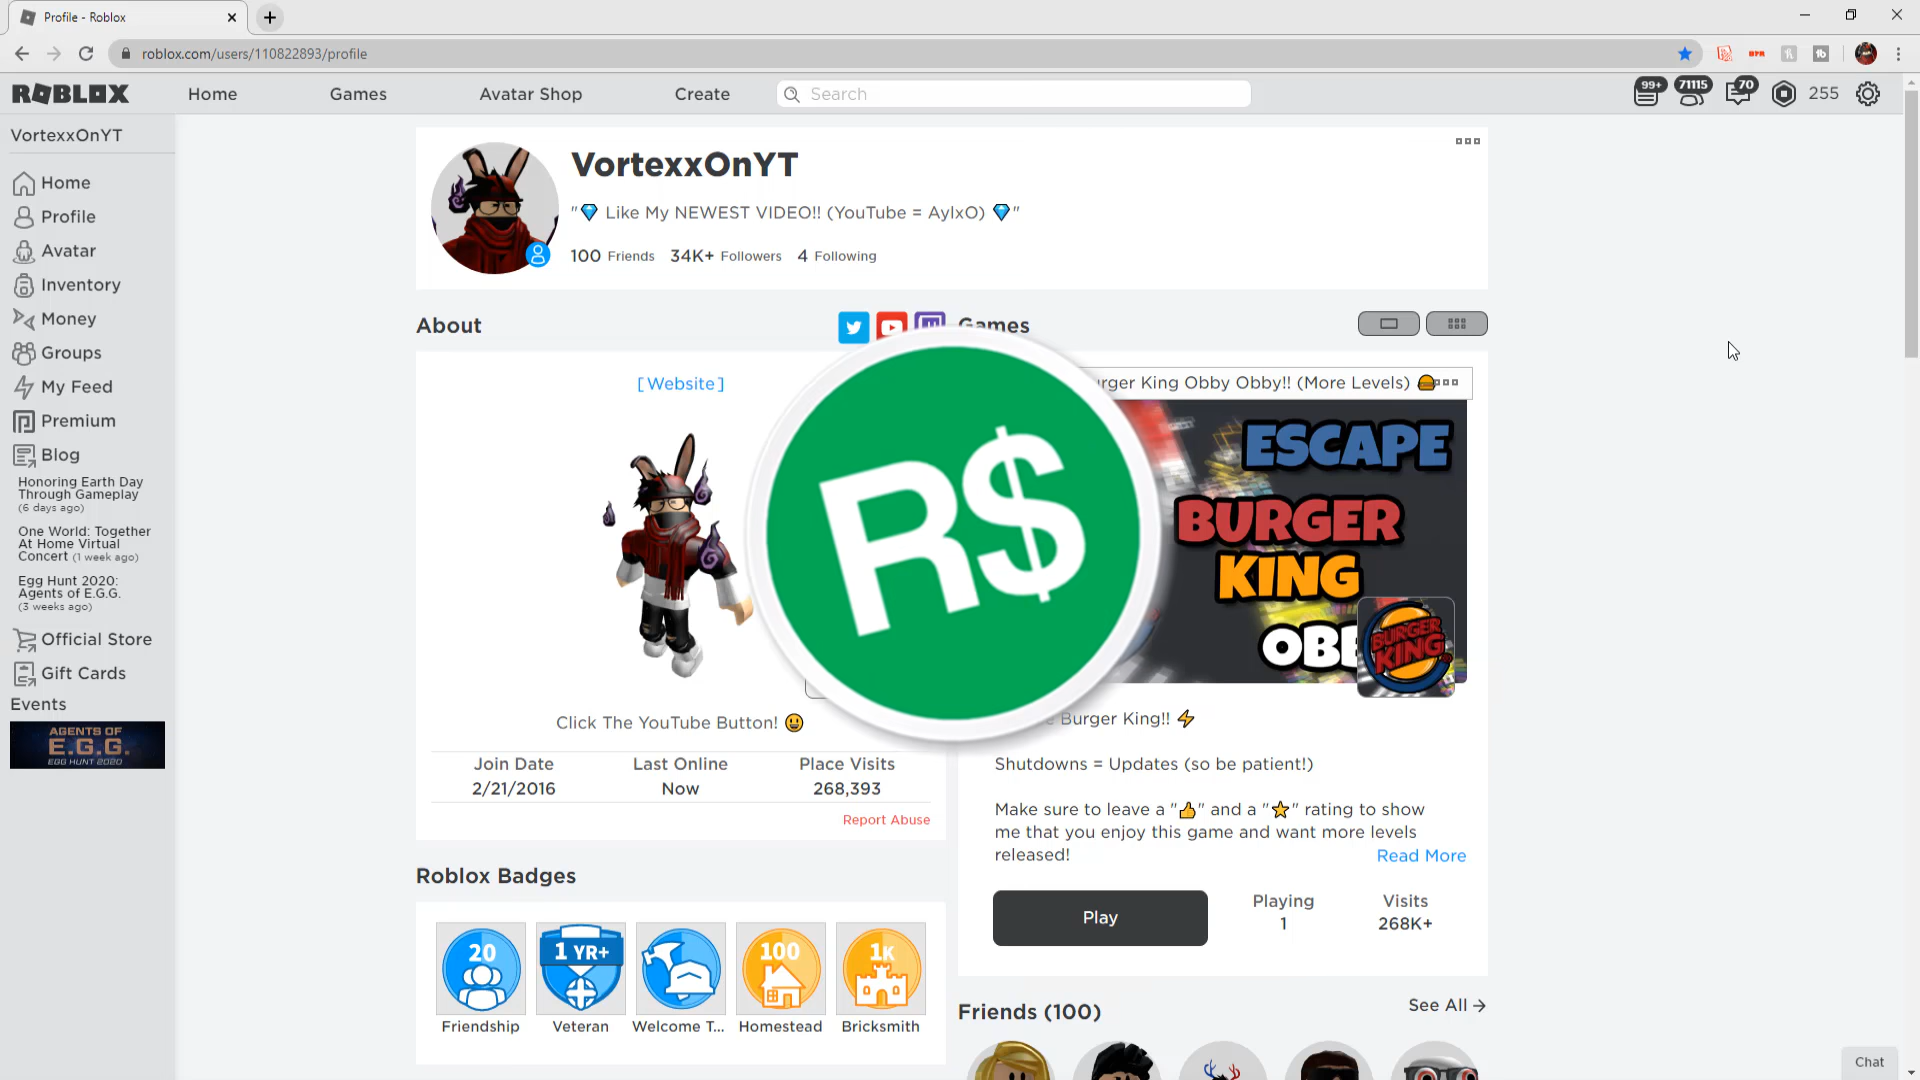 Profile - Roblox
roblox.com/users/110822893/profile
ROBLOX
Home
Games
Avatar Shop
Create
Search
99+
71115
70
255
VortexxOnYT
Home
Profile
Avatar
Inventory
Money
Groups
My Feed
Premium
Blog
Honoring Earth Day
Through Gameplay
(6 days ago)
One World: Together
At Home Virtual
Concert (1 week ago)
Egg Hunt 2020:
Agents of E.G.G.
(3 weeks ago)
Official Store
Gift Cards
Events
AGENTS OF
E.G.G.
EGG HUNT 2020
VortexxOnYT
"💎 Like My NEWEST VIDEO!! (YouTube = AylxO) 💎"
100 Friends 34K+ Followers 4 Following
About
[Website]
R$
Click The YouTube Button! 😃
Join Date
2/21/2016
Last Online
Now
Place Visits
268,393
Report Abuse
Roblox Badges
20
Friendship
1 YR+
Veteran
Welcome T...
100
Homestead
1K
Bricksmith
Games
King Obby Obby!! (More Levels) 🍔
ESCAPE
BURGER
KING
BURGER
KING
Burger King!! ⚡
Shutdowns = Updates (so be patient!)
Make sure to leave a "👍" and a "⭐" rating to show
me that you enjoy this game and want more levels
released!
Read More
Play
Playing
1
Visits
268K+
Friends (100)
See All →
Chat